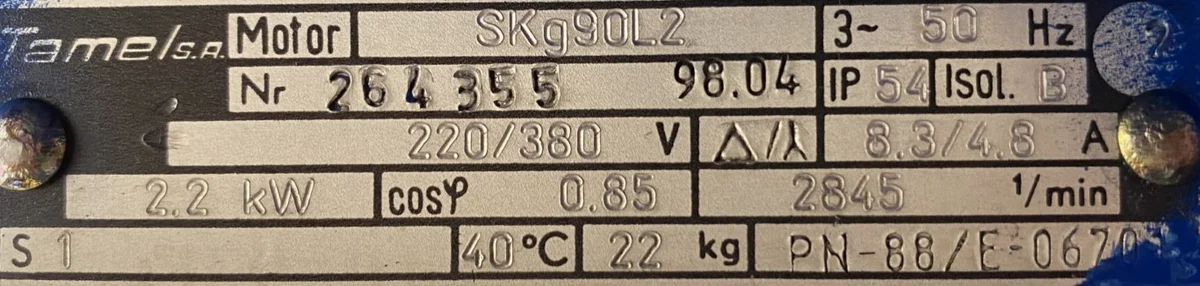 Tamel S.A. Motor SKg90L2 3~ 50 Hz 2
Nr 264355 98.04 IP 54 Isol. B
220/380 V △/⅄ 8.3/4.8 A
2.2 kW cosφ 0.85 2845 1/min
S 1 40°C 22 kg PN-88/E-0670